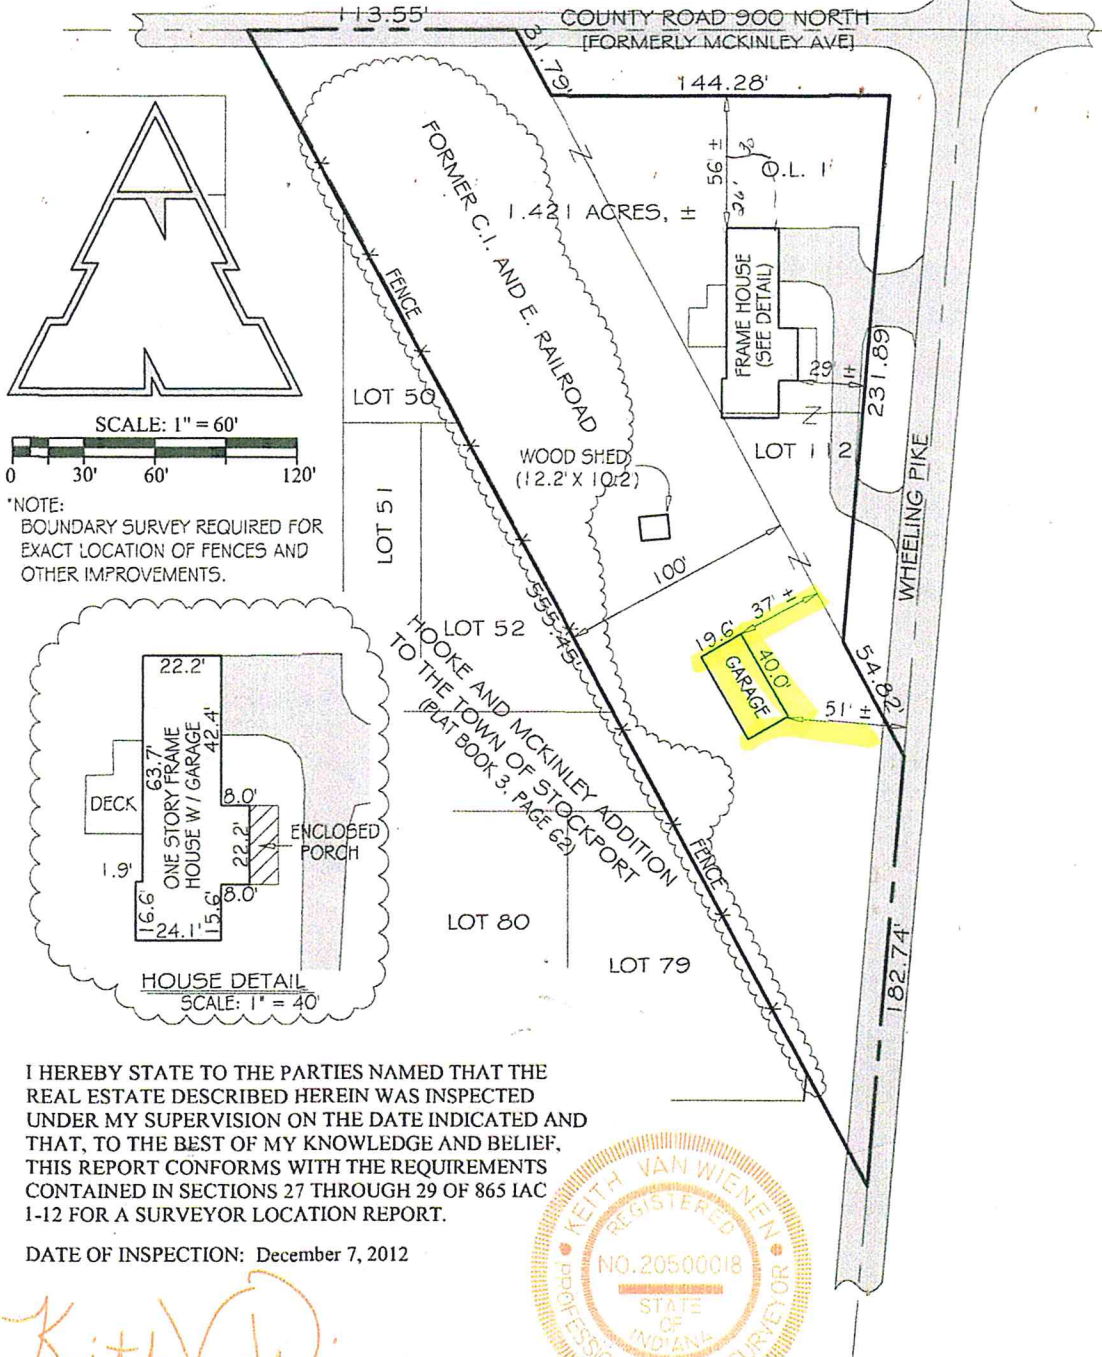 113.55'
COUNTY ROAD 900 NORTH
[FORMERLY MCKINLEY AVE]
31.79'
144.28'
FORMER C.I. AND E. RAILROAD
56' ±
30
26'
O.L. 1'
1.421 ACRES, ±
FENCE
FRAME HOUSE
(SEE DETAIL)
29' ±
231.89
LOT 50
SCALE: 1" = 60'
0 30' 60' 120'
LOT 112
WOOD SHED
(12.2' X 10.2)
WHEELING PIKE
*NOTE:
BOUNDARY SURVEY REQUIRED FOR
EXACT LOCATION OF FENCES AND
OTHER IMPROVEMENTS.
LOT 51
100'
37' ±
19.6'
40.0'
GARAGE
51' ±
54.82'
555.45'
LOT 52
HOOKE AND MCKINLEY ADDITION
TO THE TOWN OF STOCKPORT
(PLAT BOOK 3, PAGE 62)
22.2'
63.7'
ONE STORY FRAME
HOUSE W/ GARAGE
42.4'
DECK
8.0'
22.2'
ENCLOSED
PORCH
1.9'
8.0'
16.6'
24.1'
15.6'
HOUSE DETAIL
SCALE: 1" = 40'
FENCE
LOT 80
LOT 79
182.74'
I HEREBY STATE TO THE PARTIES NAMED THAT THE
REAL ESTATE DESCRIBED HEREIN WAS INSPECTED
UNDER MY SUPERVISION ON THE DATE INDICATED AND
THAT, TO THE BEST OF MY KNOWLEDGE AND BELIEF,
THIS REPORT CONFORMS WITH THE REQUIREMENTS
CONTAINED IN SECTIONS 27 THROUGH 29 OF 865 IAC
1-12 FOR A SURVEYOR LOCATION REPORT.
DATE OF INSPECTION: December 7, 2012
KEITH VAN WIENEN
REGISTERED
NO. 20500018
STATE
OF
INDIANA
SURVEYOR
Keith